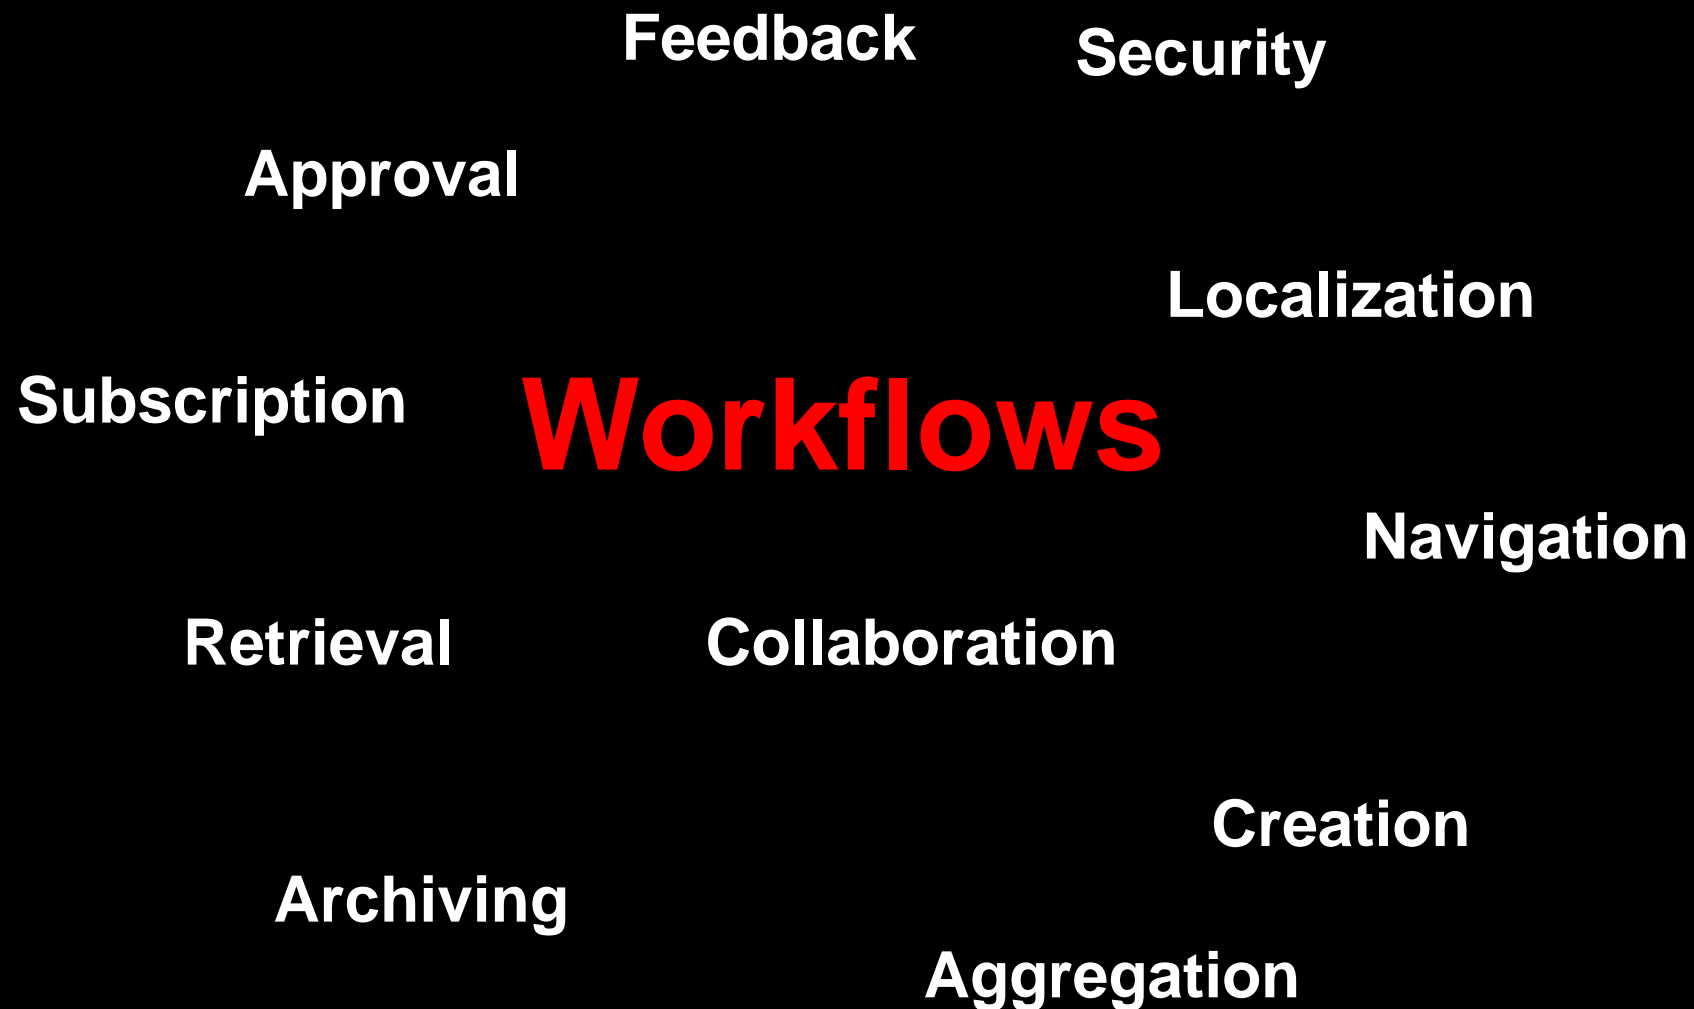 Feedback
Security
Approval
Localization
Subscription
Workflows
Navigation
Retrieval
Collaboration
Creation
Archiving
Aggregation